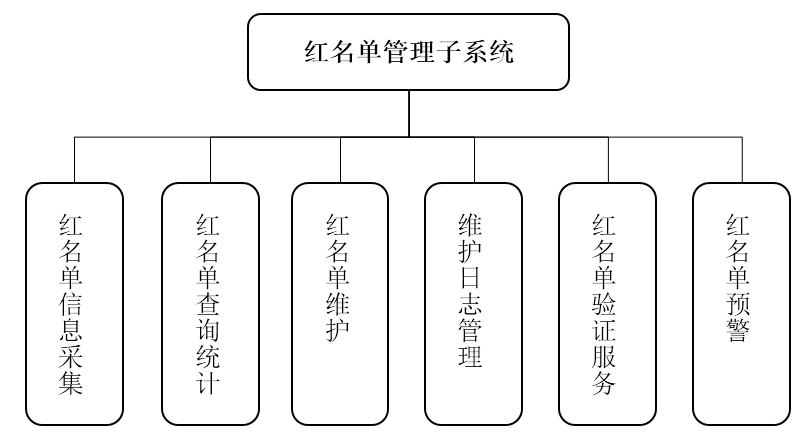 红名单管理子系统
红名单信息采集
红名单查询统计
红名单维护
维护日志管理
红名单验证服务
红名单预警